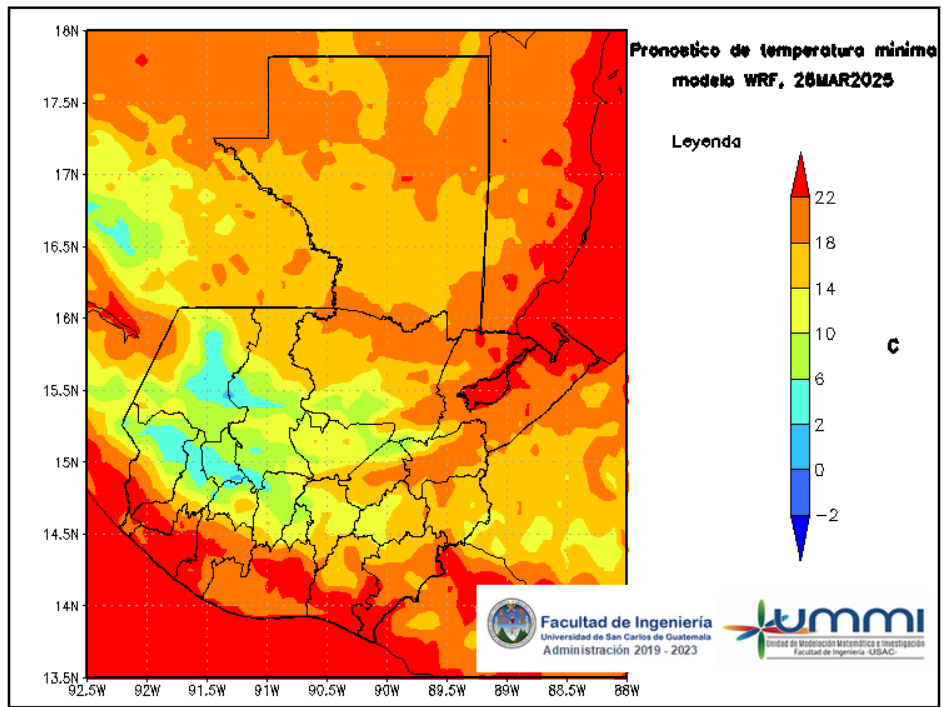 Pronostico de temperatura minima
modelo WRF, 26MAR2025
Leyenda
18N
17.5N
17N
16.5N
16N
15.5N
15N
14.5N
14N
13.5N
92.5W 92W 91.5W 91W 90.5W 90W 89.5W 89W 88.5W 88W
22
18
14
10
6
2
0
-2
C
Facultad de Ingeniería
Universidad de San Carlos de Guatemala
Administración 2019 - 2023
UMMI
Unidad de Modelación Matemática e Investigación
Facultad de Ingeniería -USAC-